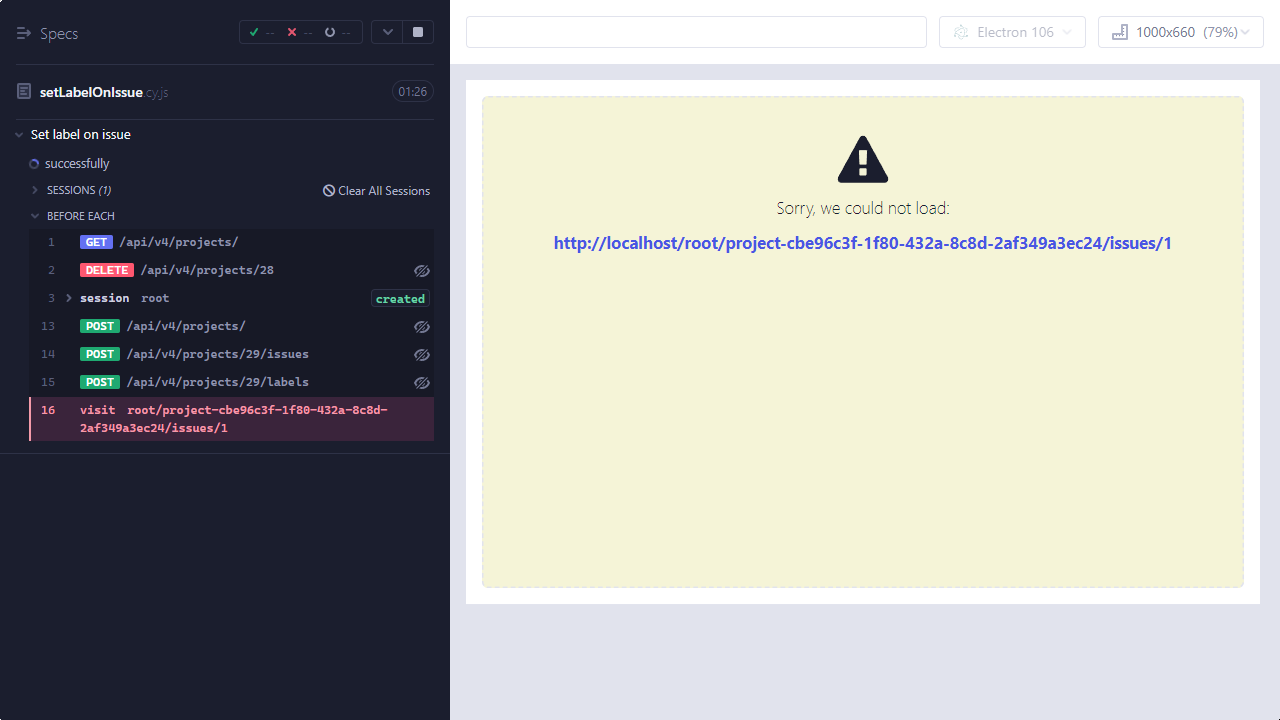 Specs
--
--
--
setLabelOnIssue.cy.js
01:26
Set label on issue
successfully
SESSIONS (1)
Clear All Sessions
BEFORE EACH
1 GET /api/v4/projects/
2 DELETE /api/v4/projects/28
3 session root created
13 POST /api/v4/projects/
14 POST /api/v4/projects/29/issues
15 POST /api/v4/projects/29/labels
16 visit root/project-cbe96c3f-1f80-432a-8c8d-
2af349a3ec24/issues/1
Electron 106
1000x660 (79%)
Sorry, we could not load:
http://localhost/root/project-cbe96c3f-1f80-432a-8c8d-2af349a3ec24/issues/1